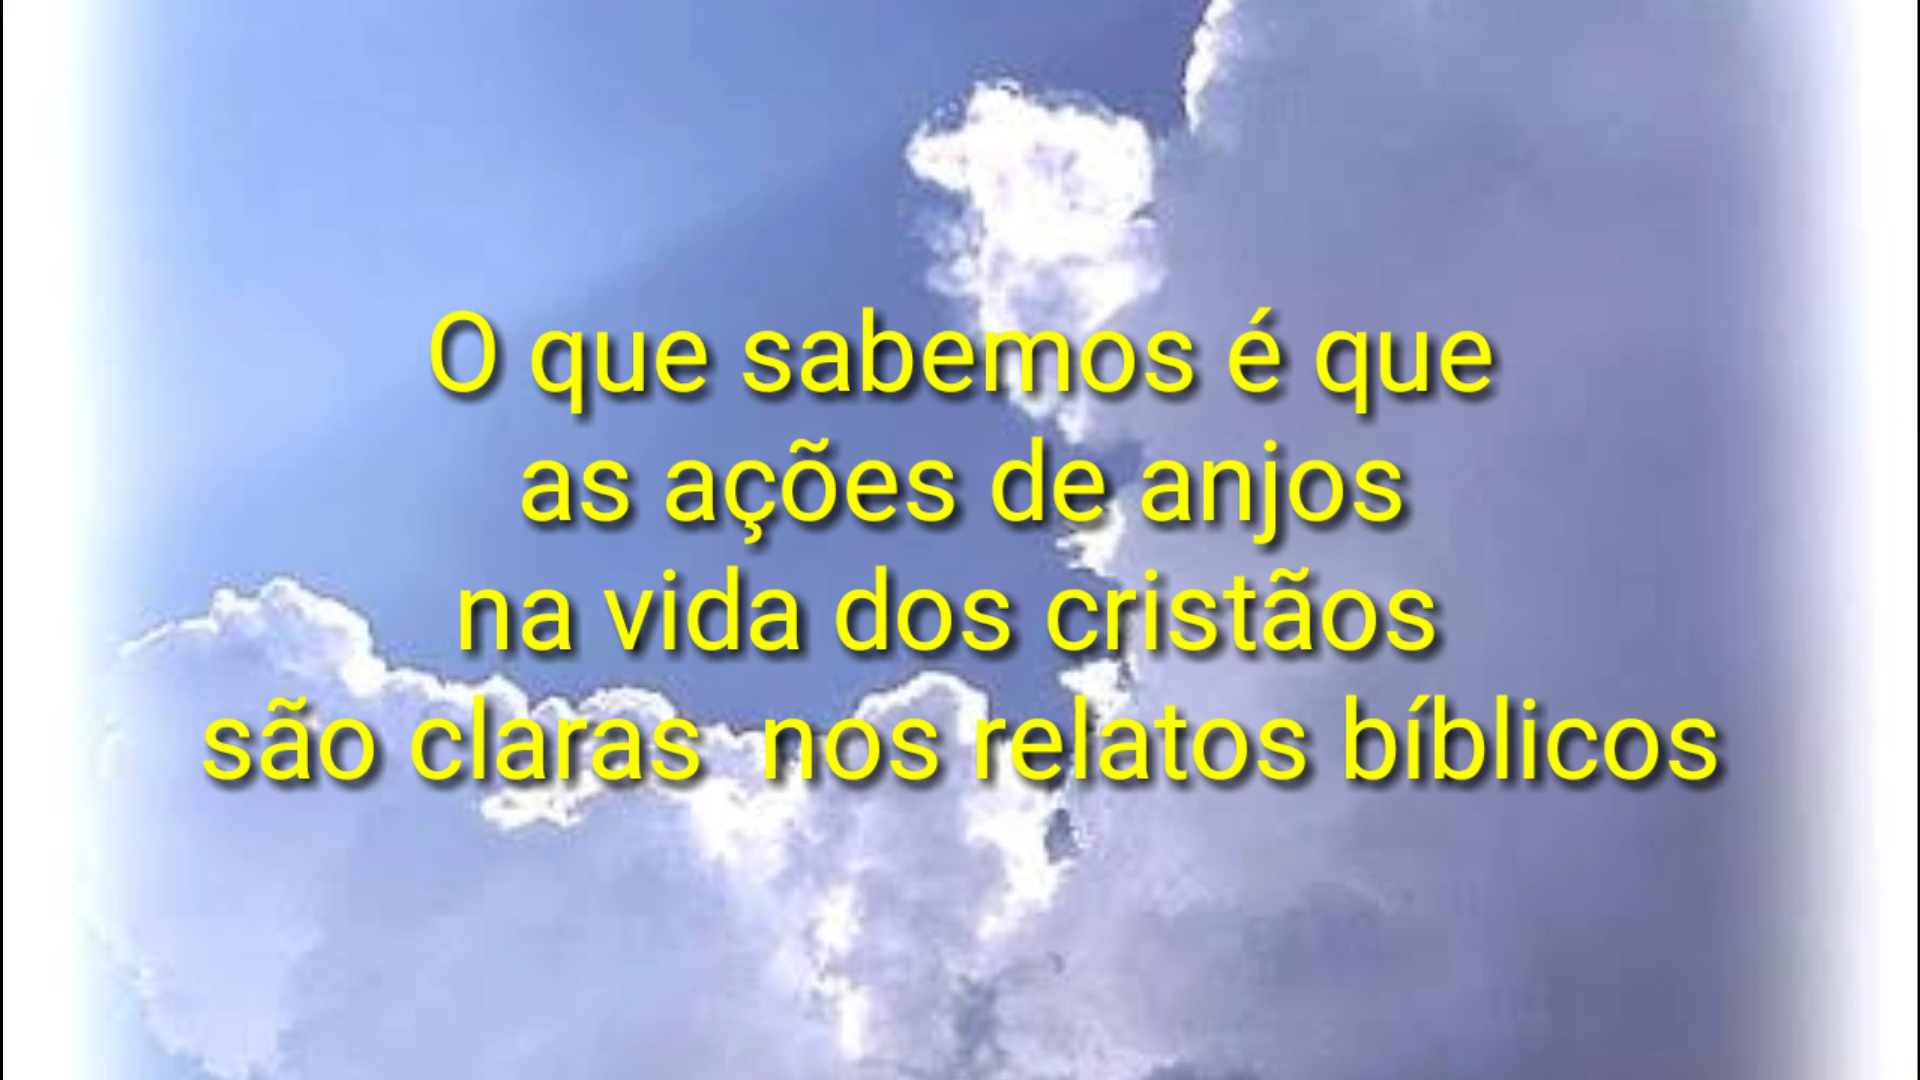 O que sabemos é que
as ações de anjos
na vida dos cristãos
são claras  nos relatos bíblicos